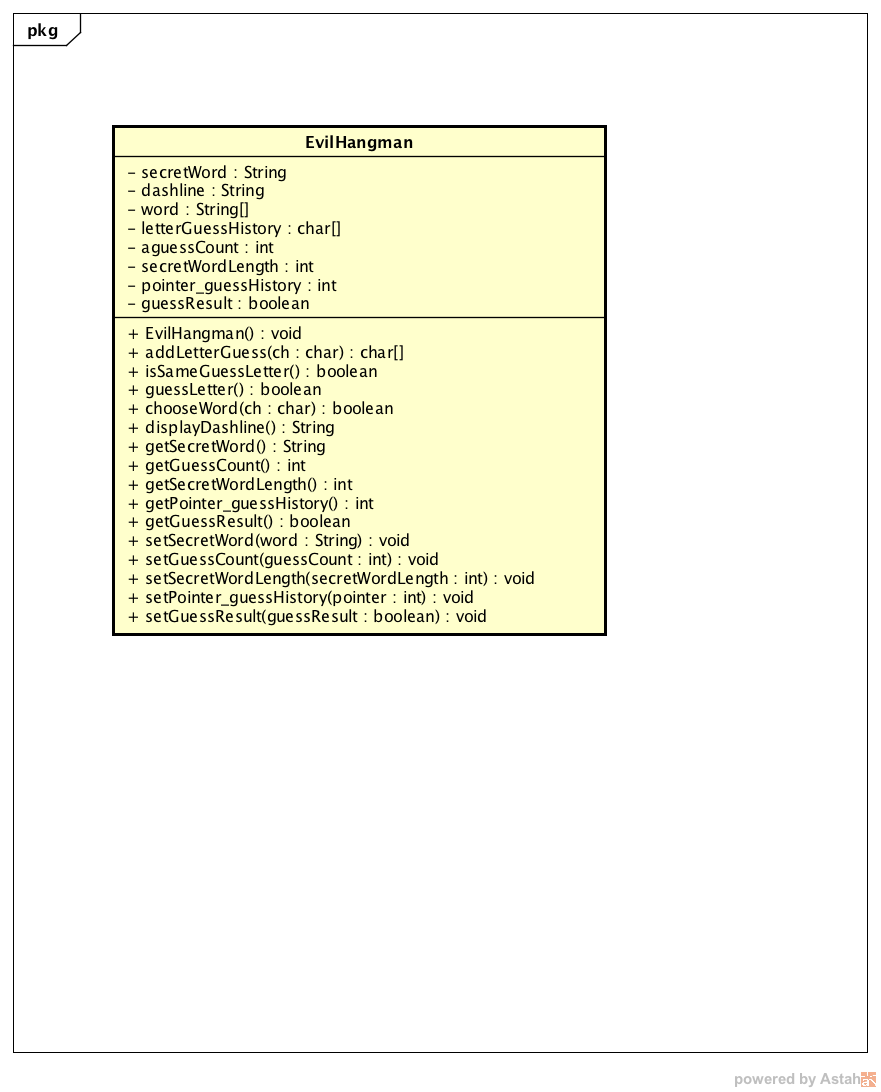 pkg
EvilHangman
- secretWord : String
- dashline : String
- word : String[]
- letterGuessHistory : char[]
- aguessCount : int
- secretWordLength : int
- pointer_guessHistory : int
- guessResult : boolean
+ EvilHangman() : void
+ addLetterGuess(ch : char) : char[]
+ isSameGuessLetter() : boolean
+ guessLetter() : boolean
+ chooseWord(ch : char) : boolean
+ displayDashline() : String
+ getSecretWord() : String
+ getGuessCount() : int
+ getSecretWordLength() : int
+ getPointer_guessHistory() : int
+ getGuessResult() : boolean
+ setSecretWord(word : String) : void
+ setGuessCount(guessCount : int) : void
+ setSecretWordLength(secretWordLength : int) : void
+ setPointer_guessHistory(pointer : int) : void
+ setGuessResult(guessResult : boolean) : void
powered by Astah